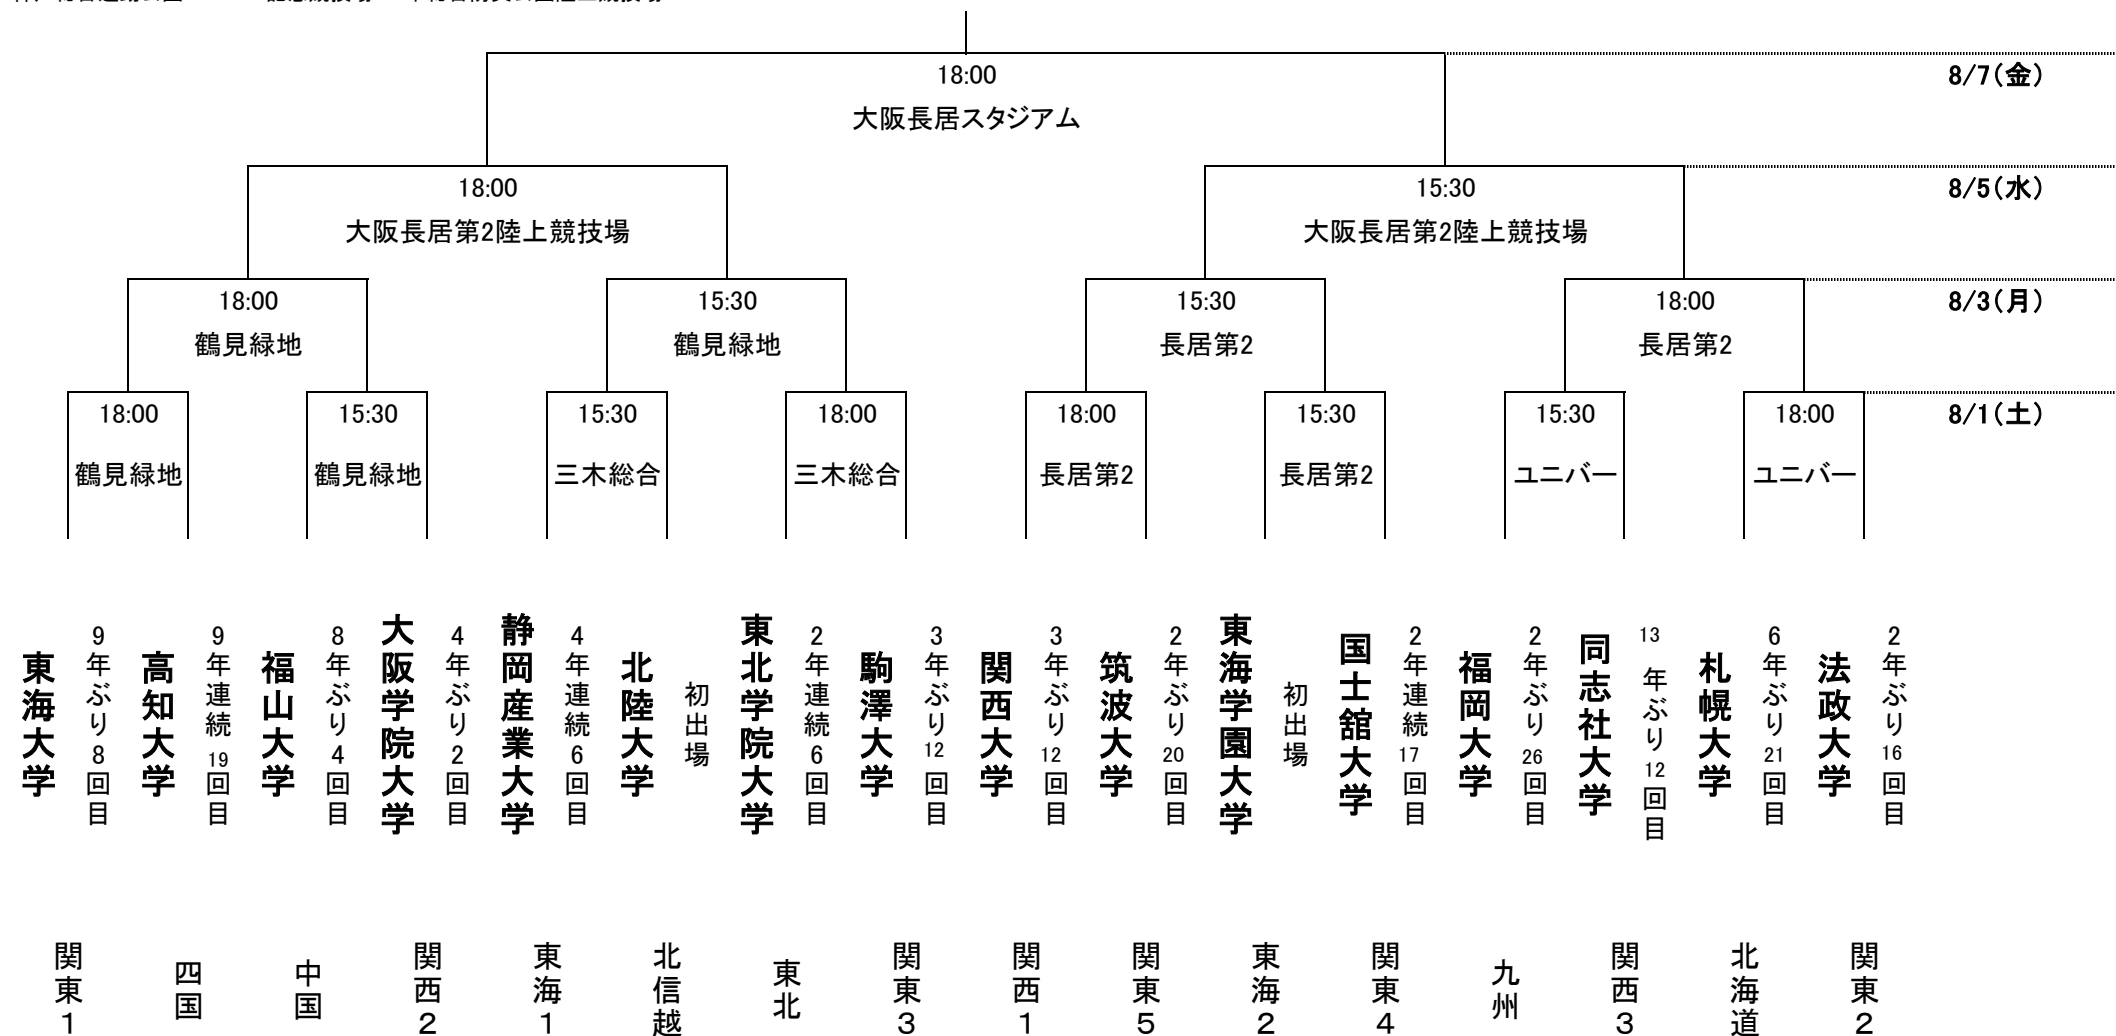 18:00
8/7(金)
大阪長居スタジアム
18:00
15:30
8/5(水)
大阪長居第2陸上競技場
大阪長居第2陸上競技場
18:00
15:30
15:30
18:00
8/3(月)
鶴見緑地
鶴見緑地
長居第2
長居第2
18:00
15:30
15:30
18:00
18:00
15:30
15:30
18:00
8/1(土)
鶴見緑地
鶴見緑地
三木総合
三木総合
長居第2
長居第2
ユニバー
ユニバー
東海大学
9年ぶり8回目
高知大学
9年連続19回目
福山大学
8年ぶり4回目
大阪学院大学
4年ぶり2回目
静岡産業大学
4年連続6回目
北陸大学
初出場
東北学院大学
2年連続6回目
駒澤大学
3年ぶり12回目
関西大学
3年ぶり12回目
筑波大学
2年ぶり20回目
東海学園大学
初出場
国士舘大学
2年連続17回目
福岡大学
2年ぶり26回目
同志社大学
13年ぶり12回目
札幌大学
6年ぶり21回目
法政大学
2年ぶり16回目
関東1
四国
中国
関西2
東海1
北信越
東北
関東3
関西1
関東5
東海2
関東4
九州
関西3
北海道
関東2